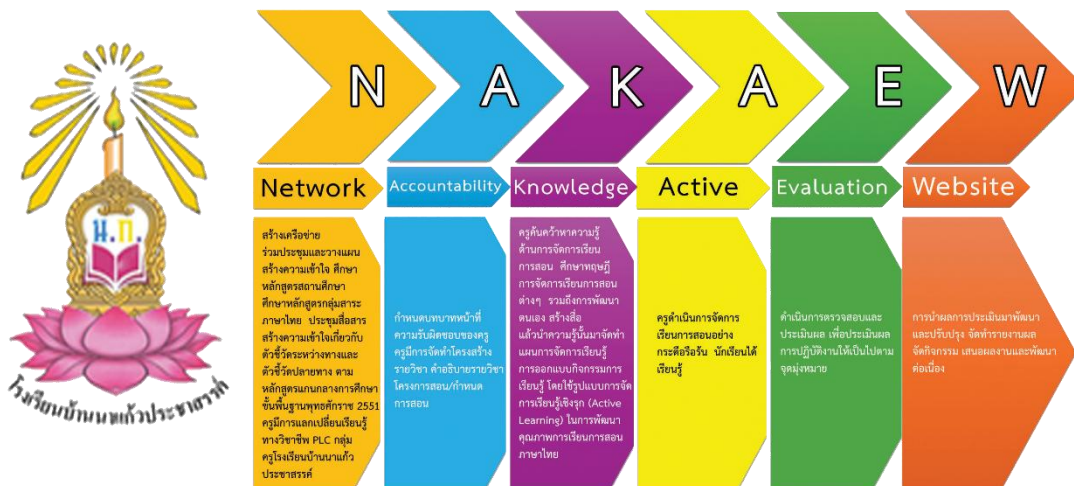 N A K A E W
Network
Accountability
Knowledge
Active
Evaluation
Website
น.ก.
โรงเรียนบ้านนาแก้วประชาสรรค์
สร้างเครือข่าย
ร่วมประชุมและวางแผน
สร้างความเข้าใจ ศึกษา
หลักสูตรสถานศึกษา
ศึกษาหลักสูตรกลุ่มสาระ
ภาษาไทย ประชุมสื่อสาร
สร้างความเข้าใจเกี่ยวกับ
ตัวชี้วัดระหว่างทางและ
ตัวชี้วัดปลายทาง ตาม
หลักสูตรแกนกลางการศึกษา
ขั้นพื้นฐานพุทธศักราช 2551
ครูมีการแลกเปลี่ยนเรียนรู้
ทางวิชาชีพ PLC กลุ่ม
ครูโรงเรียนบ้านนาแก้ว
ประชาสรรค์
กำหนดบทบาทหน้าที่
ความรับผิดชอบของครู
ครูมีการจัดทำโครงสร้าง
รายวิชา คำอธิบายรายวิชา
โครงการสอน/กำหนด
การสอน
ครูค้นคว้าหาความรู้
ด้านการจัดการเรียน
การสอน ศึกษาทฤษฎี
การจัดการเรียนการสอน
ต่างๆ รวมถึงการพัฒนา
ตนเอง สร้างสื่อ
แล้วนำความรู้นั้นมาจัดทำ
แผนการจัดการเรียนรู้
การออกแบบกิจกรรมการ
เรียนรู้ โดยใช้รูปแบบการจัด
การเรียนรู้เชิงรุก (Active
Learning) ในการพัฒนา
คุณภาพการเรียนการสอน
ภาษาไทย
ครูดำเนินการจัดการ
เรียนการสอนอย่าง
กระตือรือร้น นักเรียนได้
เรียนรู้
ดำเนินการตรวจสอบและ
ประเมินผล เพื่อประเมินผล
การปฏิบัติงานให้เป็นไปตาม
จุดมุ่งหมาย
การนำผลการประเมินมาพัฒนา
และปรับปรุง จัดทำรายงานผล
จัดกิจกรรม เสนอผลงานและพัฒนา
ต่อเนื่อง